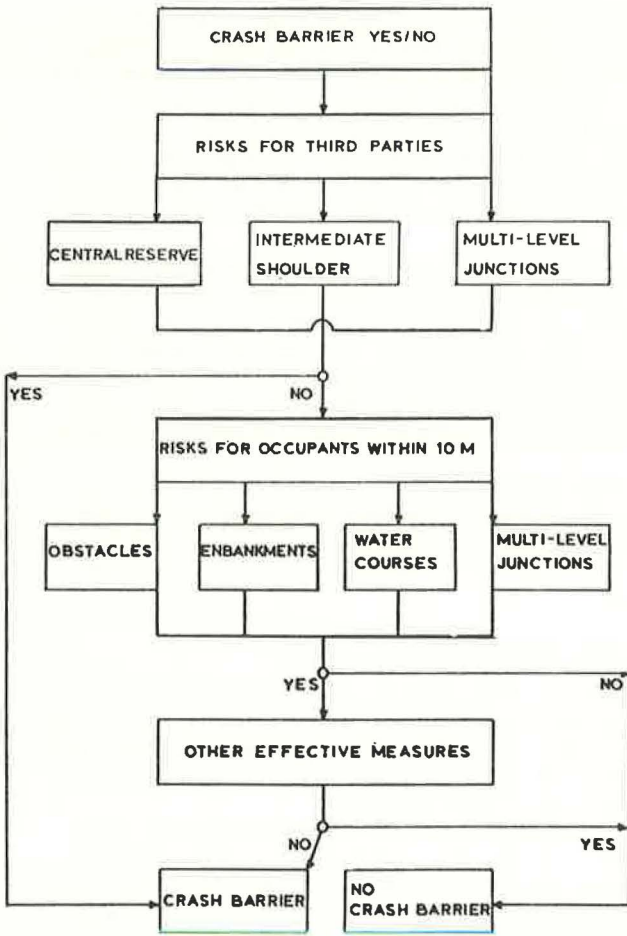 CRASH BARRIER YES/NO
RISKS FOR THIRD PARTIES
CENTRAL RESERVE
INTERMEDIATE
SHOULDER
MULTI-LEVEL
JUNCTIONS
YES
NO
RISKS FOR OCCUPANTS WITHIN 10 M
OBSTACLES
ENBANKMENTS
WATER
COURSES
MULTI-LEVEL
JUNCTIONS
YES
NO
OTHER EFFECTIVE MEASURES
NO
YES
CRASH BARRIER
NO
CRASH BARRIER